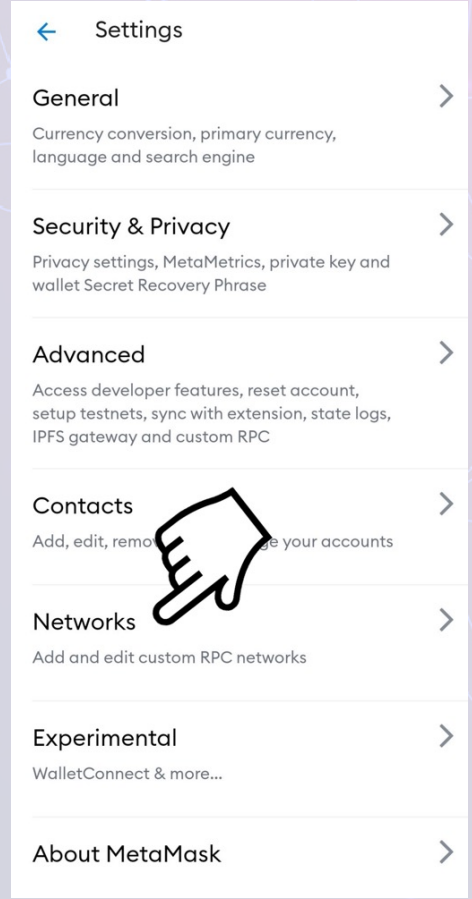 Settings
General
Currency conversion, primary currency,
language and search engine
Security & Privacy
Privacy settings, MetaMetrics, private key and
wallet Secret Recovery Phrase
Advanced
Access developer features, reset account,
setup testnets, sync with extension, state logs,
IPFS gateway and custom RPC
Contacts
Add, edit, your accounts
Networks
Add and edit custom RPC networks
Experimental
WalletConnect & more...
About MetaMask